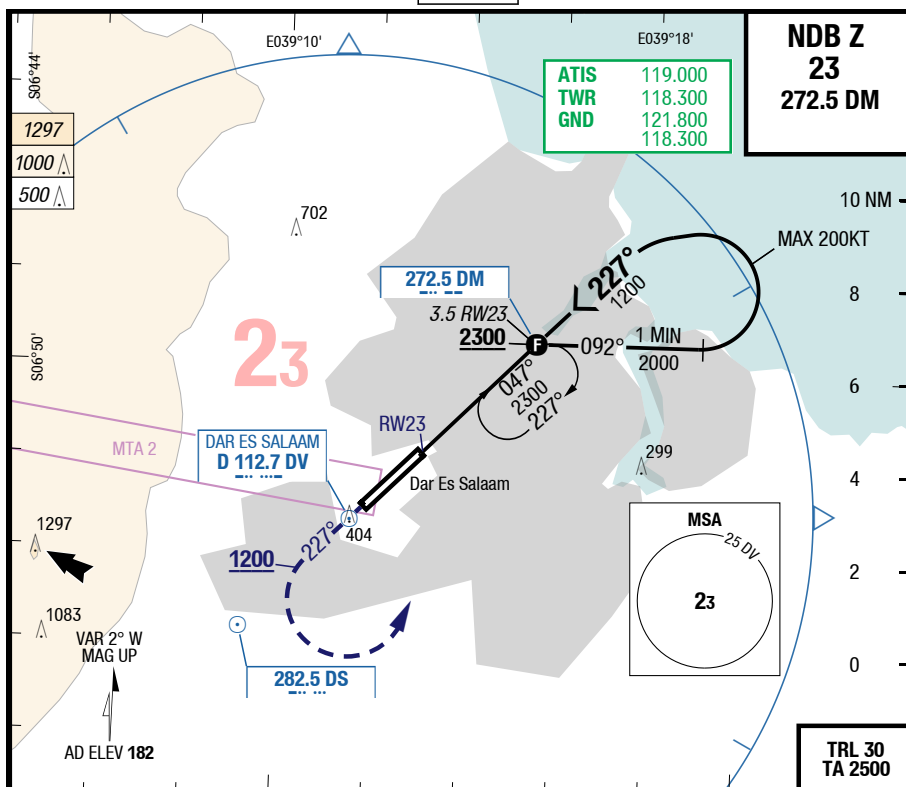 E039°10'
E039°18'
NDB Z
23
272.5 DM
S06°44'
ATIS 119.000
TWR 118.300
GND 121.800
118.300
1297
1000
500
10 NM
702
MAX 200KT
227°
1200
272.5 DM
8
3.5 RW23
2300
F
092°
1 MIN
2000
S06°50'
23
047°
2300
227°
6
RW23
MTA 2
DAR ES SALAAM
D 112.7 DV
299
Dar Es Salaam
4
404
227°
1297
1200
MSA
25 DV
23
2
1083
VAR 2° W
MAG UP
282.5 DS
0
AD ELEV 182
TRL 30
TA 2500